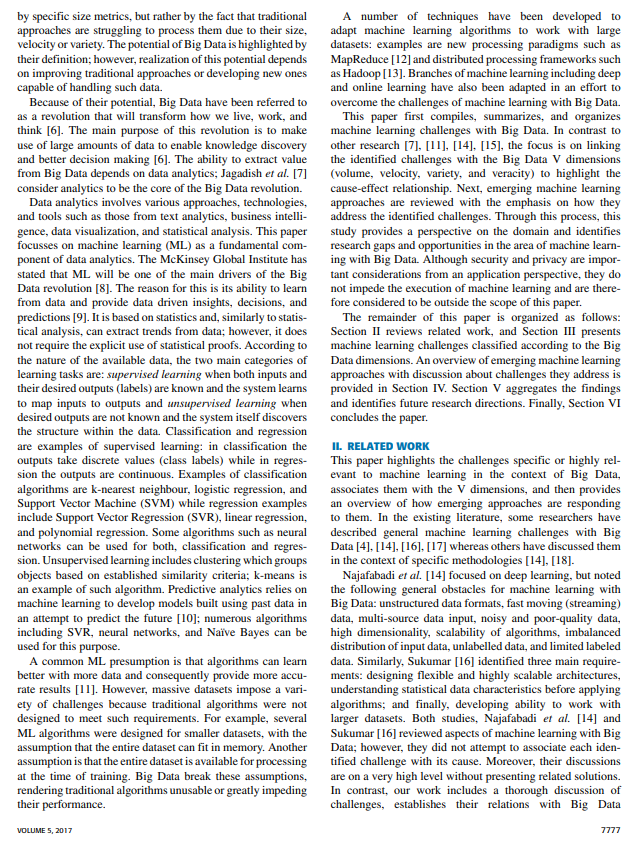 by specific size metrics, but rather by the fact that traditional
approaches are struggling to process them due to their size,
velocity or variety. The potential of Big Data is highlighted by
their definition; however, realization of this potential depends
on improving traditional approaches or developing new ones
capable of handling such data.
Because of their potential, Big Data have been referred to
as a revolution that will transform how we live, work, and
think [6]. The main purpose of this revolution is to make
use of large amounts of data to enable knowledge discovery
and better decision making [6]. The ability to extract value
from Big Data depends on data analytics; Jagadish et al. [7]
consider analytics to be the core of the Big Data revolution.
Data analytics involves various approaches, technologies,
and tools such as those from text analytics, business intelli-
gence, data visualization, and statistical analysis. This paper
focusses on machine learning (ML) as a fundamental com-
ponent of data analytics. The McKinsey Global Institute has
stated that ML will be one of the main drivers of the Big
Data revolution [8]. The reason for this is its ability to learn
from data and provide data driven insights, decisions, and
predictions [9]. It is based on statistics and, similarly to statis-
tical analysis, can extract trends from data; however, it does
not require the explicit use of statistical proofs. According to
the nature of the available data, the two main categories of
learning tasks are: supervised learning when both inputs and
their desired outputs (labels) are known and the system learns
to map inputs to outputs and unsupervised learning when
desired outputs are not known and the system itself discovers
the structure within the data. Classification and regression
are examples of supervised learning: in classification the
outputs take discrete values (class labels) while in regres-
sion the outputs are continuous. Examples of classification
algorithms are k-nearest neighbour, logistic regression, and
Support Vector Machine (SVM) while regression examples
include Support Vector Regression (SVR), linear regression,
and polynomial regression. Some algorithms such as neural
networks can be used for both, classification and regres-
sion. Unsupervised learning includes clustering which groups
objects based on established similarity criteria; k-means is
an example of such algorithm. Predictive analytics relies on
machine learning to develop models built using past data in
an attempt to predict the future [10]; numerous algorithms
including SVR, neural networks, and Naïve Bayes can be
used for this purpose.
A common ML presumption is that algorithms can learn
better with more data and consequently provide more accu-
rate results [11]. However, massive datasets impose a vari-
ety of challenges because traditional algorithms were not
designed to meet such requirements. For example, several
ML algorithms were designed for smaller datasets, with the
assumption that the entire dataset can fit in memory. Another
assumption is that the entire dataset is available for processing
at the time of training. Big Data break these assumptions,
rendering traditional algorithms unusable or greatly impeding
their performance.
A number of techniques have been developed to
adapt machine learning algorithms to work with large
datasets: examples are new processing paradigms such as
MapReduce [12] and distributed processing frameworks such
as Hadoop [13]. Branches of machine learning including deep
and online learning have also been adapted in an effort to
overcome the challenges of machine learning with Big Data.
This paper first compiles, summarizes, and organizes
machine learning challenges with Big Data. In contrast to
other research [7], [11], [14], [15], the focus is on linking
the identified challenges with the Big Data V dimensions
(volume, velocity, variety, and veracity) to highlight the
cause-effect relationship. Next, emerging machine learning
approaches are reviewed with the emphasis on how they
address the identified challenges. Through this process, this
study provides a perspective on the domain and identifies
research gaps and opportunities in the area of machine learn-
ing with Big Data. Although security and privacy are impor-
tant considerations from an application perspective, they do
not impede the execution of machine learning and are there-
fore considered to be outside the scope of this paper.
The remainder of this paper is organized as follows:
Section II reviews related work, and Section III presents
machine learning challenges classified according to the Big
Data dimensions. An overview of emerging machine learning
approaches with discussion about challenges they address is
provided in Section IV. Section V aggregates the findings
and identifies future research directions. Finally, Section VI
concludes the paper.
II. RELATED WORK
This paper highlights the challenges specific or highly rel-
evant to machine learning in the context of Big Data,
associates them with the V dimensions, and then provides
an overview of how emerging approaches are responding
to them. In the existing literature, some researchers have
described general machine learning challenges with Big
Data [4], [14], [16], [17] whereas others have discussed them
in the context of specific methodologies [14], [18].
Najafabadi et al. [14] focused on deep learning, but noted
the following general obstacles for machine learning with
Big Data: unstructured data formats, fast moving (streaming)
data, multi-source data input, noisy and poor-quality data,
high dimensionality, scalability of algorithms, imbalanced
distribution of input data, unlabelled data, and limited labeled
data. Similarly, Sukumar [16] identified three main require-
ments: designing flexible and highly scalable architectures,
understanding statistical data characteristics before applying
algorithms; and finally, developing ability to work with
larger datasets. Both studies, Najafabadi et al. [14] and
Sukumar [16] reviewed aspects of machine learning with Big
Data; however, they did not attempt to associate each iden-
tified challenge with its cause. Moreover, their discussions
are on a very high level without presenting related solutions.
In contrast, our work includes a thorough discussion of
challenges, establishes their relations with Big Data
VOLUME 5, 2017
7777